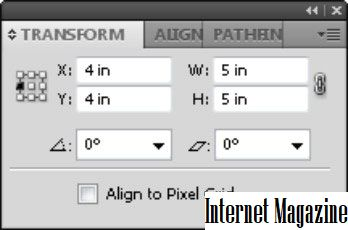 TRANSFORM ALIGN PATHFIN
X: 4 in W: 5 in
Y: 4 in H: 5 in
0° 0°
Align to Pixel Grid
Internet Magazine